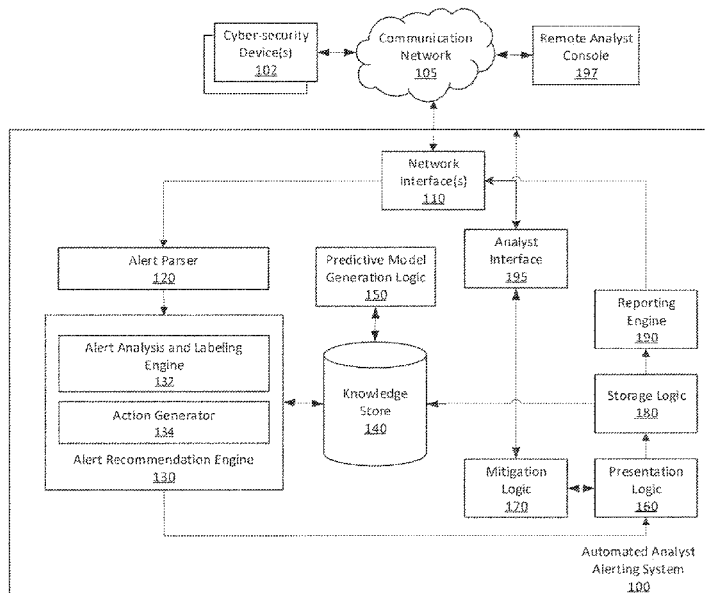 Cyber-security
Device(s)
102
Communication
Network
105
Remote Analyst
Console
197
Network
Interface(s)
110
Alert Parser
120
Predictive Model
Generation Logic
150
Analyst
Interface
195
Reporting
Engine
190
Alert Analysis and Labeling
Engine
132
Action Generator
134
Alert Recommendation Engine
130
Knowledge
Store
140
Storage Logic
180
Mitigation
Logic
170
Presentation
Logic
160
Automated Analyst
Alerting System
100